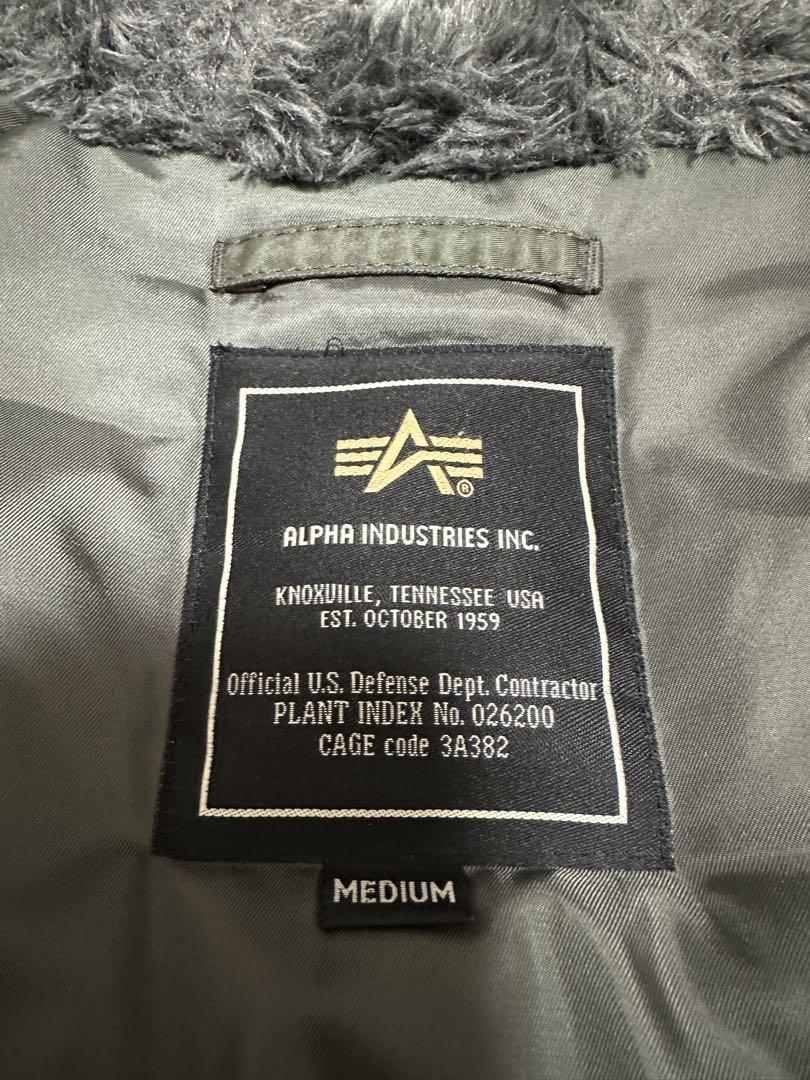 ®
ALPHA INDUSTRIES INC.
KNOXVILLE, TENNESSEE USA
EST. OCTOBER 1959
Official U.S. Defense Dept. Contractor
PLANT INDEX No. 026200
CAGE code 3A382
MEDIUM